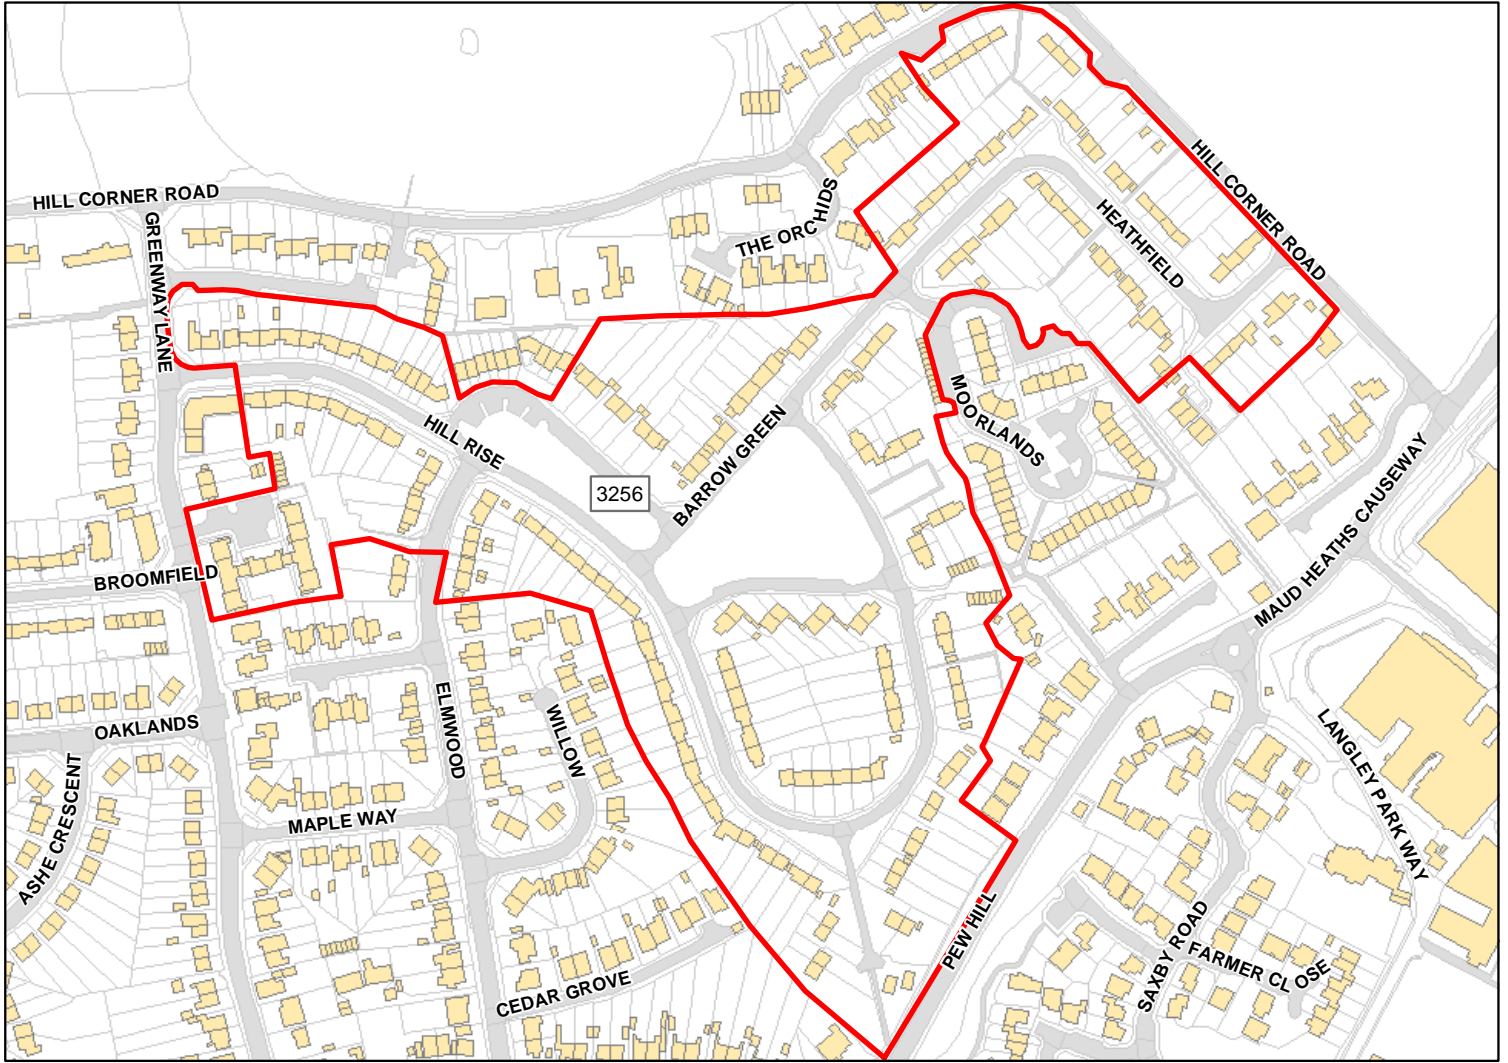 HILL CORNER ROAD
HILL CORNER ROAD
THE ORCHIDS
GREENWAY LANE
HEATHFIELD
MOORLANDS
HILL RISE
BARROW GREEN
3256
MAUD HEATHS CAUSEWAY
BROOMFIELD
OAKLANDS
ELMWOOD
WILLOW
LANGLEY PARK WAY
ASHE CRESCENT
MAPLE WAY
PEW HILL
SAXBY ROAD
FARMER CLOSE
CEDAR GROVE